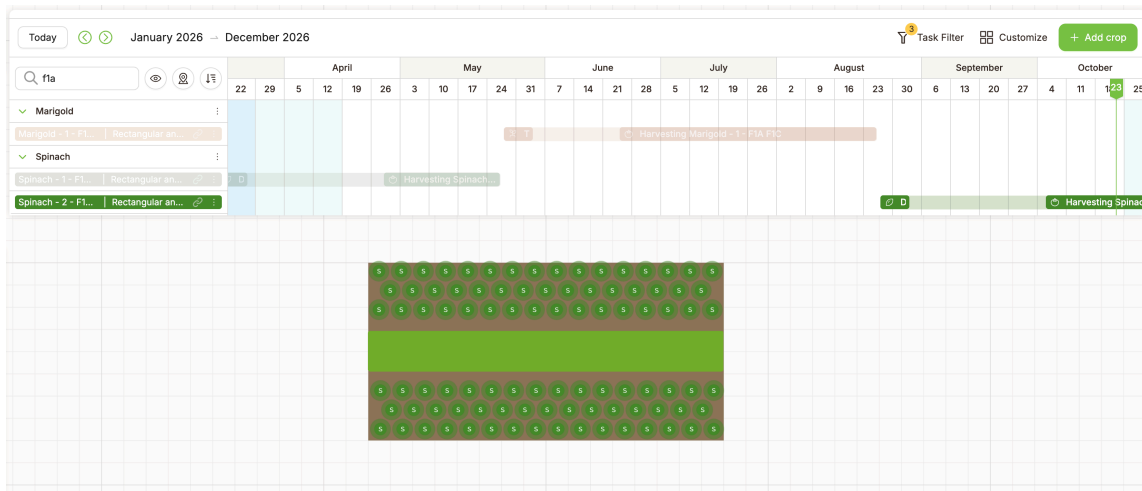 Today January 2026 → December 2026 3 Task Filter Customize + Add crop
f1a April May June July August September October
22 29 5 12 19 26 3 10 17 24 31 7 14 21 28 5 12 19 26 2 9 16 23 30 6 13 20 27 4 11 23 25
Marigold
Marigold - 1 - F1... | Rectangular an... T Harvesting Marigold - 1 - F1A F1C
Spinach
Spinach - 1 - F1... | Rectangular an... D Harvesting Spinach...
Spinach - 2 - F1... | Rectangular an... D Harvesting Spinac
S S S S S S S S S S S S S S S S
S S S S S S S S S S S S S S S
S S S S S S S S S S S S S S S S
S S S S S S S S S S S S S S S S
S S S S S S S S S S S S S S S
S S S S S S S S S S S S S S S S